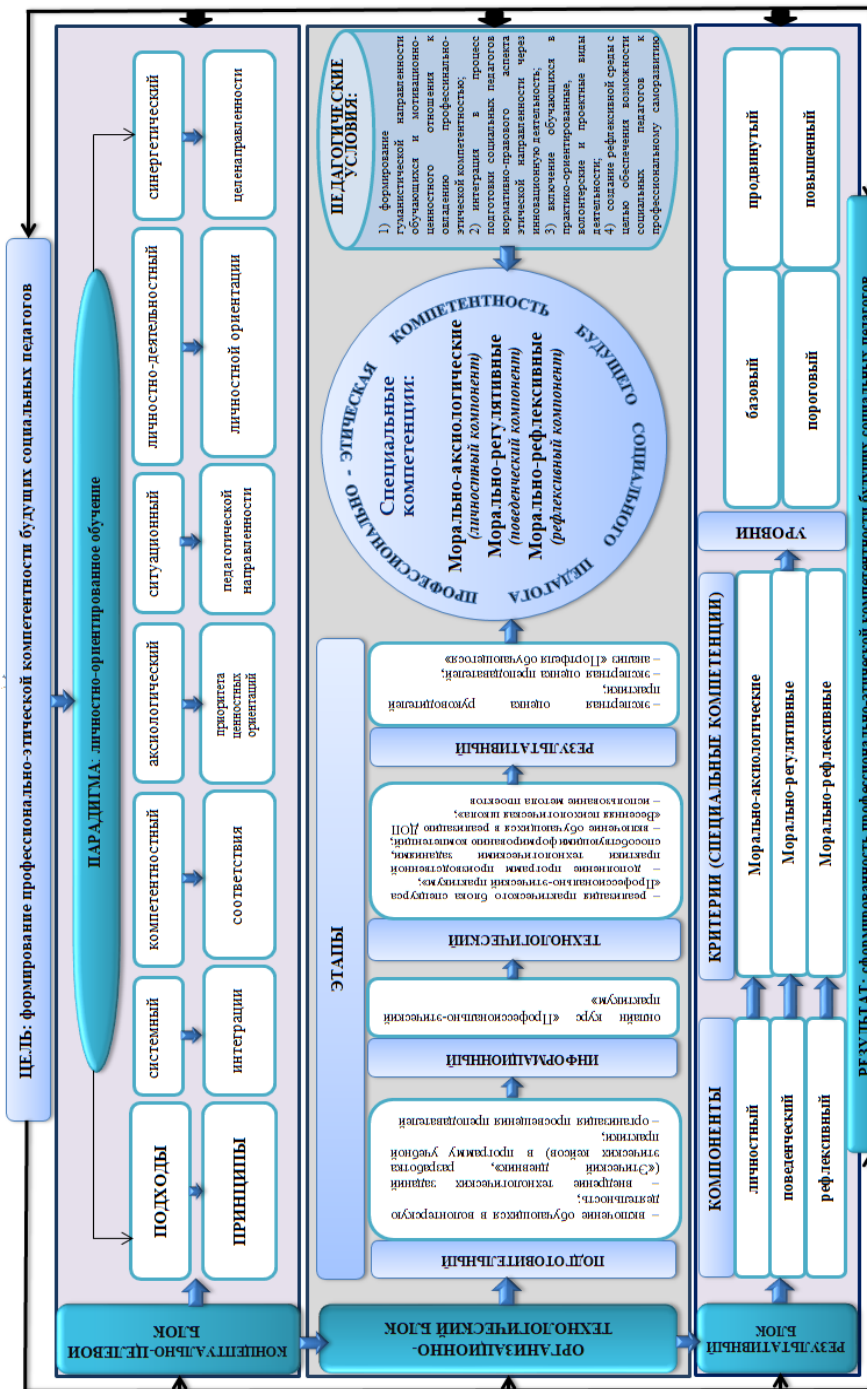 ЦЕЛЬ: формирование профессионально-этической компетентности будущих социальных педагогов
КОНЦЕПТУАЛЬНО-ЦЕЛЕВОЙ
БЛОК
ПАРАДИГМА: личностно-ориентированное обучение
ПОДХОДЫ
системный
компетентностный
аксиологический
ситуационный
личностно-деятельностный
синергетический
ПРИНЦИПЫ
интеграции
соответствия
приоритета
ценностных
ориентаций
педагогической
направленности
личностной ориентации
целенаправленности
ОРГАНИЗАЦИОННО-
ТЕХНОЛОГИЧЕСКИЙ БЛОК
ЭТАПЫ
ПОДГОТОВИТЕЛЬНЫЙ
– включение обучающихся в волонтерскую
деятельность;
– внедрение технологических заданий
(«Этический дневник», разработка
этических кейсов) в программу учебной
практики;
– организация просвещения преподавателей
ИНФОРМАЦИОННЫЙ
онлайн курс «Профессионально-этический
практикум»
ТЕХНОЛОГИЧЕСКИЙ
– реализация практического блока спецкурса
«Профессионально-этический практикум»;
– дополнение программ производственной
практики технологическими заданиями,
способствующими формированию компетенций;
– включение обучающихся в реализацию ДОП
«Весенняя психологическая школа»;
– использование метода проектов
РЕЗУЛЬТАТИВНЫЙ
– экспертная оценка руководителей
практики;
– экспертная оценка преподавателей;
– анализ «Портфеля обучающегося»
ПРОФЕССИОНАЛЬНО - ЭТИЧЕСКАЯ КОМПЕТЕНТНОСТЬ
БУДУЩЕГО СОЦИАЛЬНОГО ПЕДАГОГА
Специальные
компетенции:
Морально-аксиологические
(личностный компонент)
Морально-регулятивные
(поведенческий компонент)
Морально-рефлексивные
(рефлексивный компонент)
ПЕДАГОГИЧЕСКИЕ
УСЛОВИЯ:
1) формирование
гуманистической направленности
обучающихся и мотивационно-
ценностного отношения к
овладению профессинально-
этической компетентностью;
2) интеграция в процесс
подготовки социальных педагогов
нормативно-правового аспекта
этической направленности через
инновационную деятельность;
3) включение обучающихся в
практико-ориентированные,
волонтерские и проектные виды
деятельности;
4) создание рефлексивной среды с
целью обеспечения возможности
социальных педагогов к
профессиональному саморазвитию
РЕЗУЛЬТАТИВНЫЙ
БЛОК
КОМПОНЕНТЫ
личностный
поведенческий
рефлексивный
КРИТЕРИИ (СПЕЦИАЛЬНЫЕ КОМПЕТЕНЦИИ)
Морально-аксиологические
Морально-регулятивные
Морально-рефлексивные
УРОВНИ
базовый
продвинутый
пороговый
повышенный
РЕЗУЛЬТАТ: сформированность профессионально-этической компетентности будущих социальных педагогов